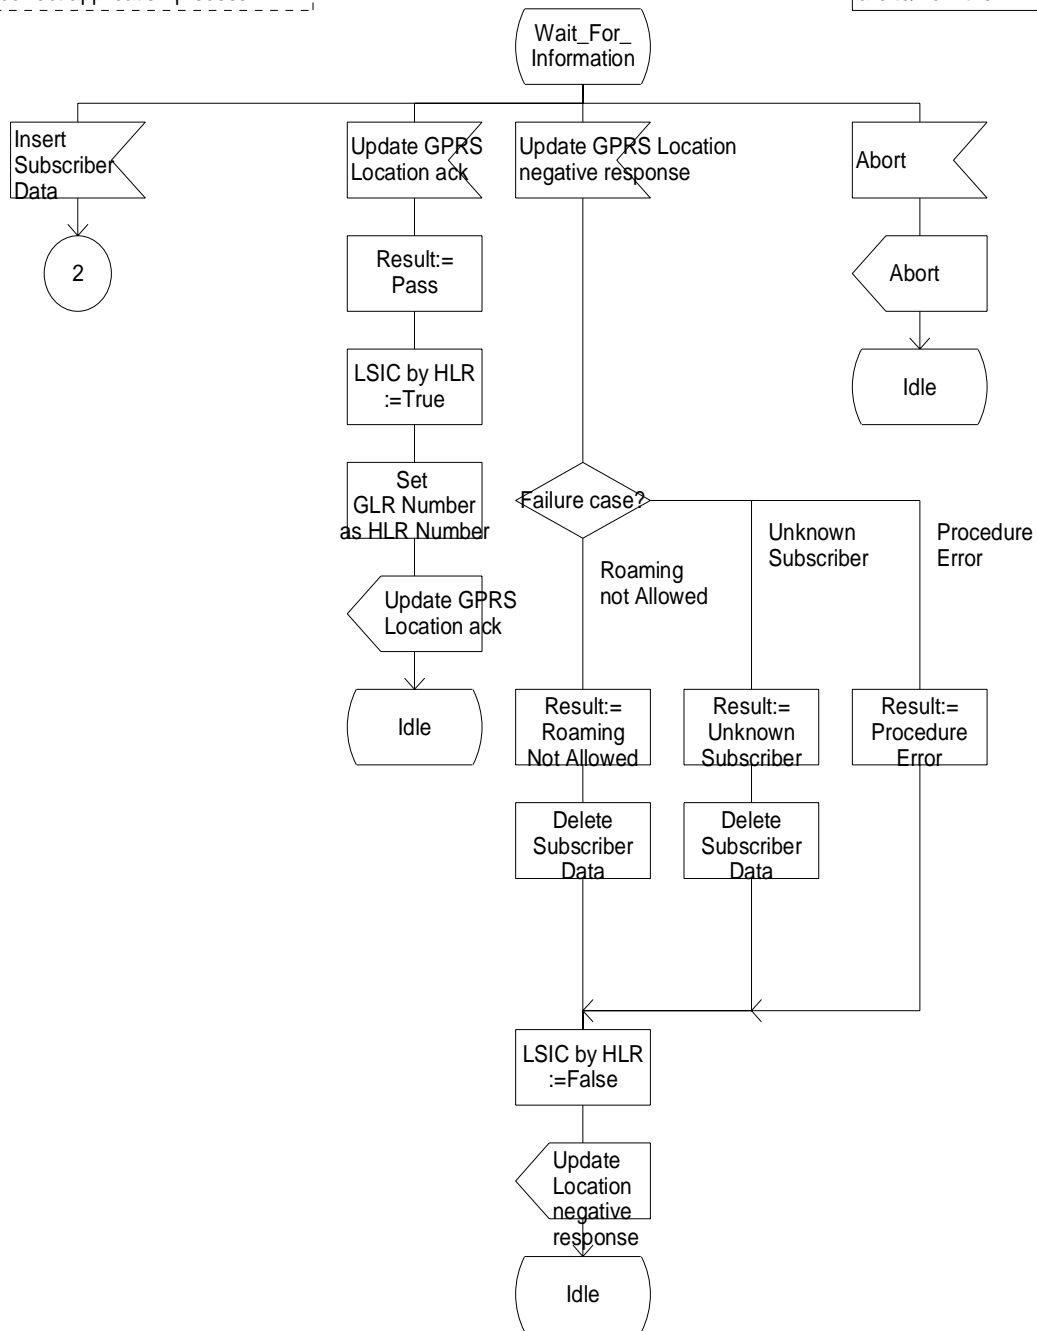 Wait_For_
Information
Insert
Subscriber
Data
Update GPRS
Location ack
Update GPRS Location
negative response
Abort
2
Result:=
Pass
Abort
LSIC by HLR
:=True
Idle
Set
GLR Number
as HLR Number
Failure case?
Unknown
Subscriber
Procedure
Error
Roaming
not Allowed
Update GPRS
Location ack
Idle
Result:=
Roaming
Not Allowed
Result:=
Unknown
Subscriber
Result:=
Procedure
Error
Delete
Subscriber
Data
Delete
Subscriber
Data
LSIC by HLR
:=False
Update
Location
negative
response
Idle